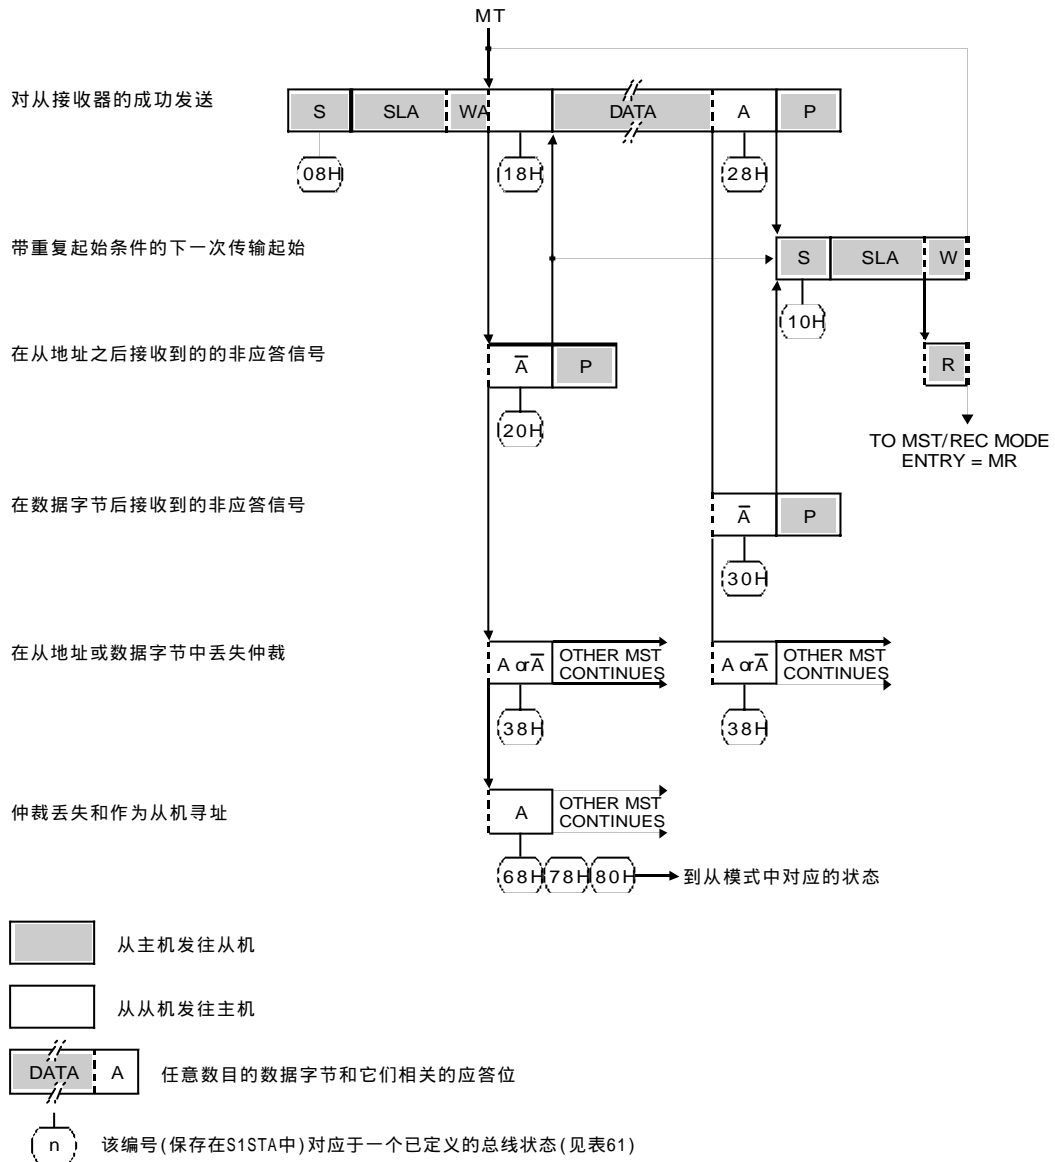 MT
对从接收器的成功发送
S SLA WA DATA A P
08H 18H 28H
带重复起始条件的下一次传输起始
S SLA W
10H
在从地址之后接收到的的非应答信号
A̅ P R
20H
TO MST/REC MODE
ENTRY = MR
在数据字节后接收到的非应答信号
A̅ P
30H
在从地址或数据字节中丢失仲裁
A or A̅ OTHER MST CONTINUES A or A̅ OTHER MST CONTINUES
38H 38H
仲裁丢失和作为从机寻址
A OTHER MST CONTINUES
68H 78H 80H 到从模式中对应的状态
从主机发往从机
从从机发往主机
DATA A 任意数目的数据字节和它们相关的应答位
n 该编号(保存在S1STA中)对应于一个已定义的总线状态(见表61)